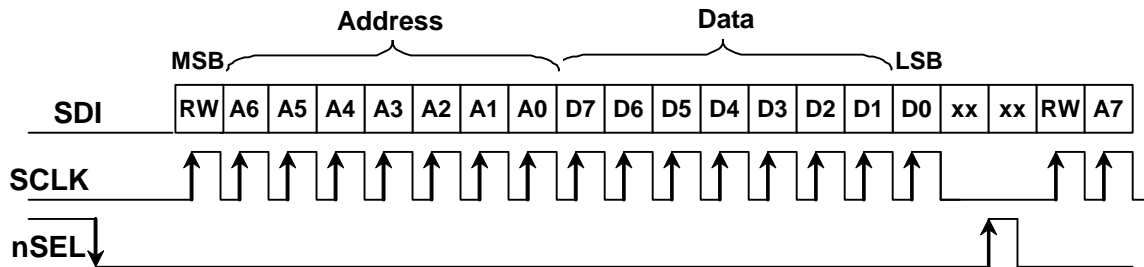 Address Data
MSB LSB
SDI RW A6 A5 A4 A3 A2 A1 A0 D7 D6 D5 D4 D3 D2 D1 D0 xx xx RW A7
SCLK
nSEL